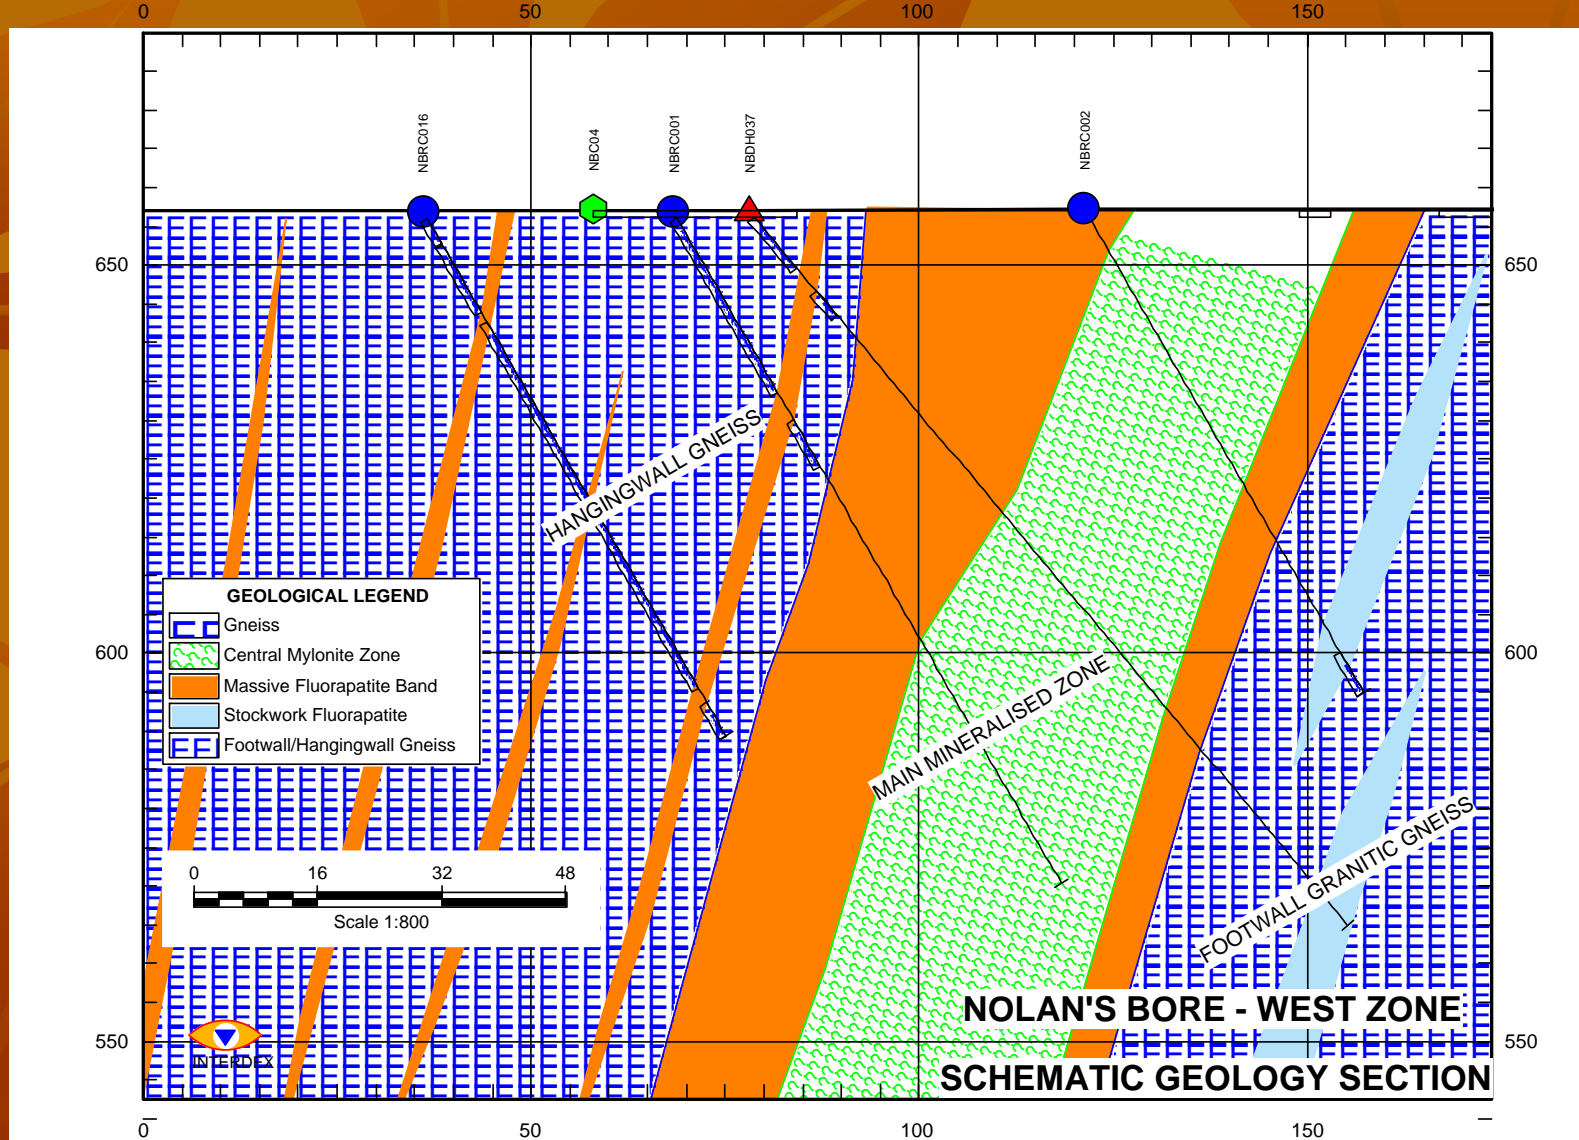 0 50 100 150
NBRC016
NBC04
NBRC001
NBDH037
NBRC002
650 650
HANGINGWALL GNEISS
GEOLOGICAL LEGEND
Gneiss
Central Mylonite Zone
Massive Fluorapatite Band
Stockwork Fluorapatite
Footwall/Hangingwall Gneiss
600 600
MAIN MINERALISED ZONE
FOOTWALL GRANITIC GNEISS
0 16 32 48
Scale 1:800
NOLAN'S BORE - WEST ZONE
550 550
INTERDEX
SCHEMATIC GEOLOGY SECTION
0 50 100 150